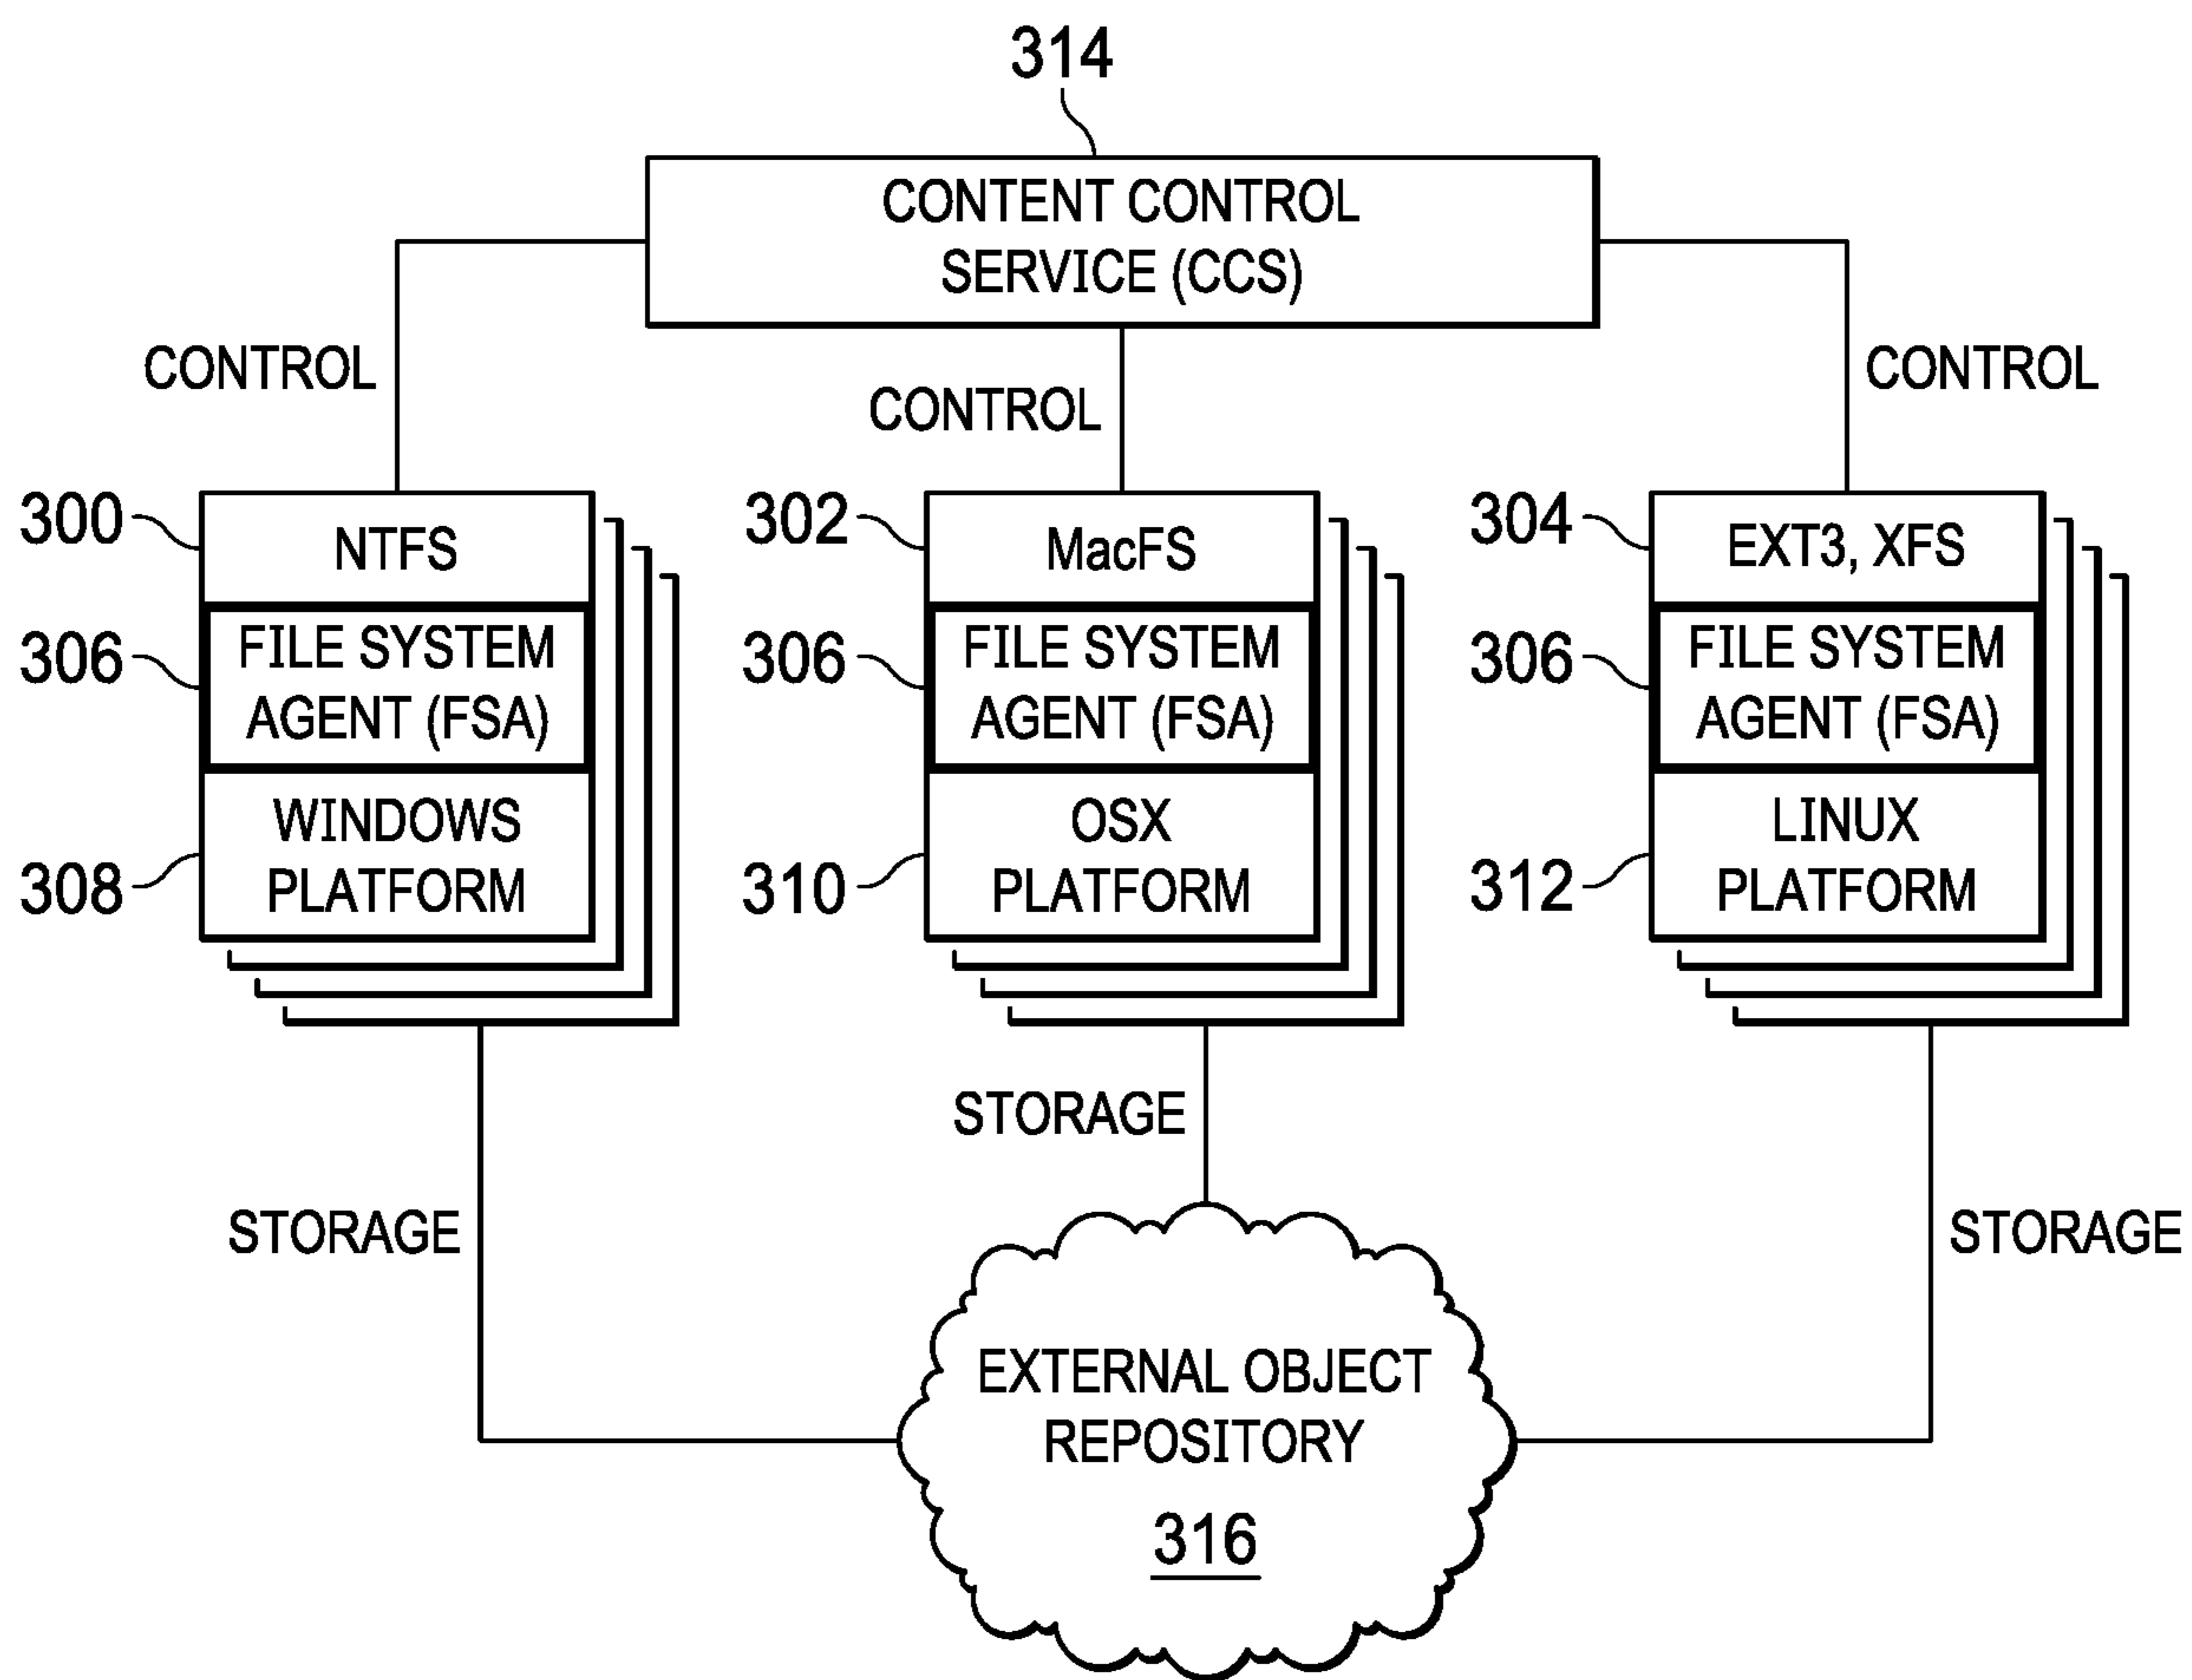 314
CONTENT CONTROL
SERVICE (CCS)
CONTROL
CONTROL
CONTROL
300
NTFS
302
MacFS
304
EXT3, XFS
306
FILE SYSTEM
AGENT (FSA)
306
FILE SYSTEM
AGENT (FSA)
306
FILE SYSTEM
AGENT (FSA)
308
WINDOWS
PLATFORM
310
OSX
PLATFORM
312
LINUX
PLATFORM
STORAGE
STORAGE
STORAGE
EXTERNAL OBJECT
REPOSITORY
316